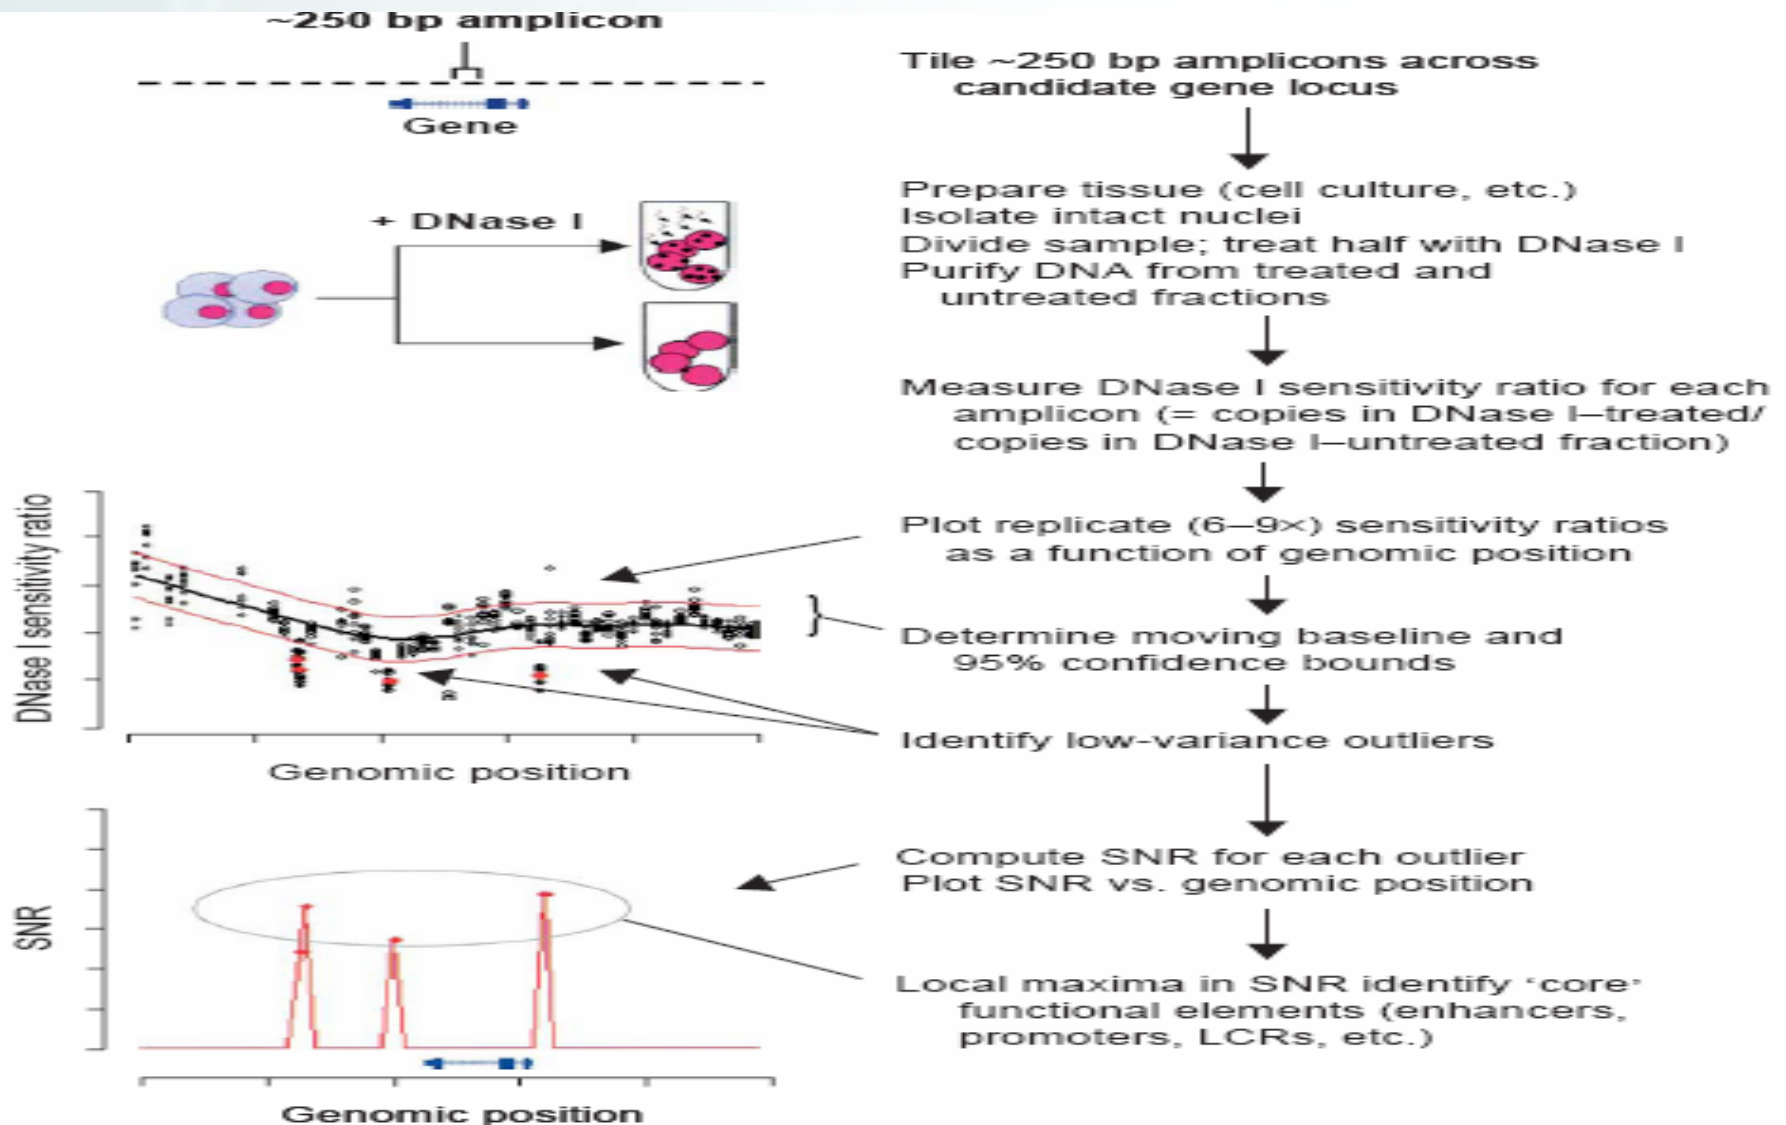 ~250 bp amplicon
Gene
+ DNase I
Tile ~250 bp amplicons across
candidate gene locus
Prepare tissue (cell culture, etc.)
Isolate intact nuclei
Divide sample; treat half with DNase I
Purify DNA from treated and
untreated fractions
Measure DNase I sensitivity ratio for each
amplicon (= copies in DNase I–treated/
copies in DNase I–untreated fraction)
Plot replicate (6–9×) sensitivity ratios
as a function of genomic position
Determine moving baseline and
95% confidence bounds
Identify low-variance outliers
DNase I sensitivity ratio
Genomic position
Compute SNR for each outlier
Plot SNR vs. genomic position
Local maxima in SNR identify ‘core’
functional elements (enhancers,
promoters, LCRs, etc.)
SNR
Genomic position